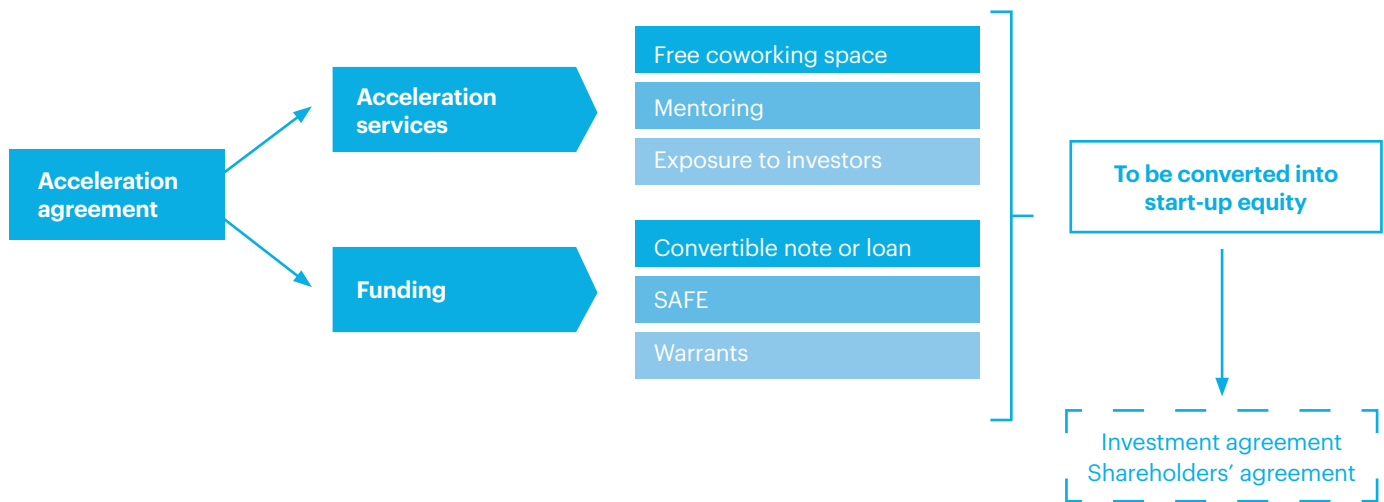 Acceleration
agreement
Acceleration
services
Free coworking space
Mentoring
Exposure to investors
Funding
Convertible note or loan
SAFE
Warrants
To be converted into
start-up equity
Investment agreement
Shareholders’ agreement